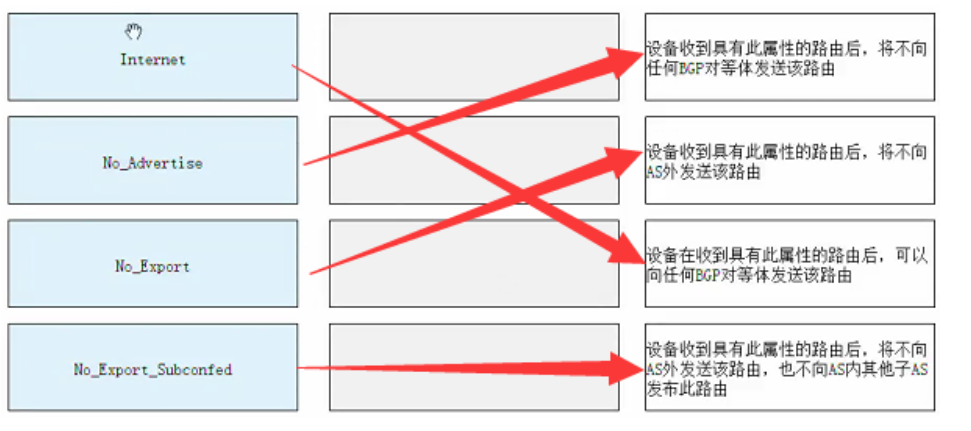 Internet
设备收到具有此属性的路由后，将不向
任何BGP对等体发送该路由
No_Advertise
设备收到具有此属性的路由后，将不向
AS外发送该路由
No_Export
设备在收到具有此属性的路由后，可以
向任何BGP对等体发送该路由
No_Export_Subconfed
设备收到具有此属性的路由后，将不向
AS外发送该路由，也不向AS内其他子AS
发布此路由